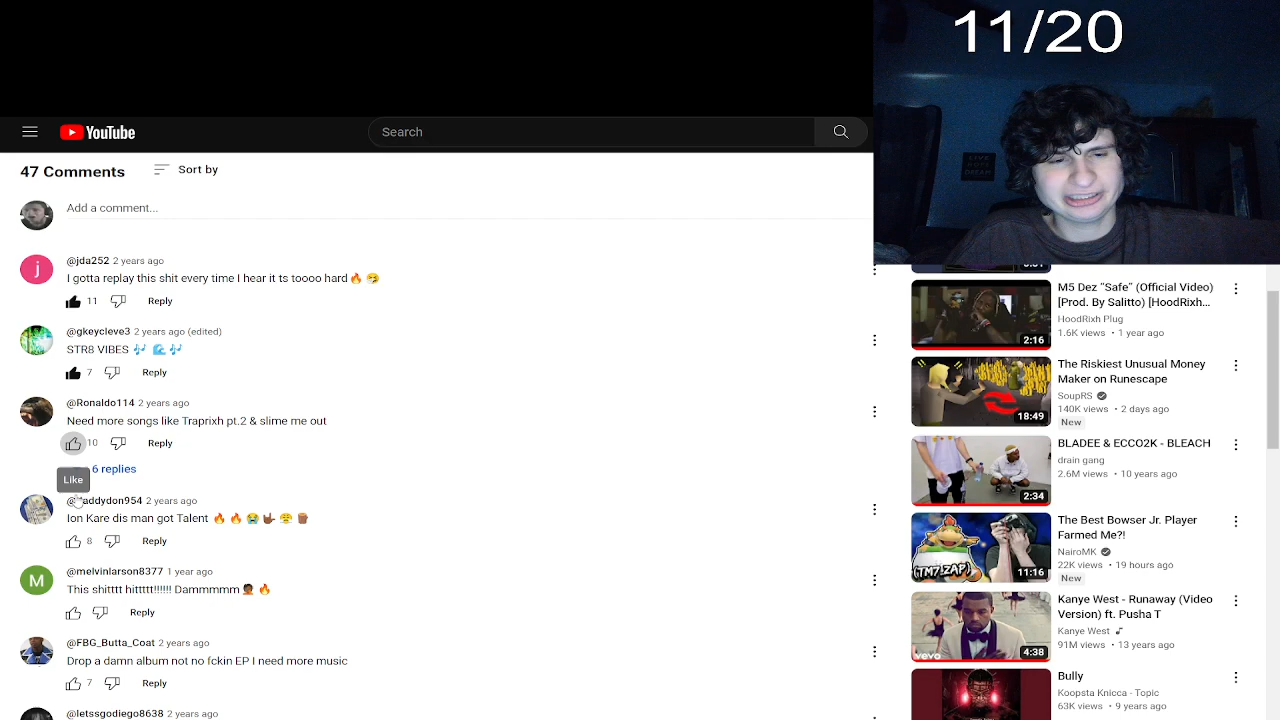 11/20
LIVE
DREAM
YouTube
Search
47 Comments
Sort by
Add a comment...
j
@jda252 2 years ago
I gotta replay this shit every time I hear it ts toooo hard🔥 🤧
11
Reply
@gkeycleve3 2 years ago (edited)
STR8 VIBES 🎶 🌊 🎶
7
Reply
@Ronaldo114 2 years ago
Need more songs like Traprixh pt.2 & slime me out
10
Reply
6 replies
Like
2 years ago
Ion Kare dis man got Talent 🔥 🔥 😭 🤟🏾 😤
8
Reply
M
@melvinlarson8377 1 year ago
This shitttt hitttt!!!!!! Dammmmm 🤦🏾 🔥
Reply
@FBG_Butta_Coat 2 years ago
Drop a damn album not no fckin EP I need more music
7
Reply
@letssgodiego8638 2 years ago
M5 Dez "Safe" (Official Video)
[Prod. By Salitto) [HoodRixh...
HoodRixh Plug
1.6K views • 1 year ago
2:16
The Riskiest Unusual Money
Maker on Runescape
SoupRS
140K views • 2 days ago
New
18:49
BLADEE & ECCO2K - BLEACH
drain gang
2.6M views • 10 years ago
2:34
The Best Bowser Jr. Player
Farmed Me?!
NairoMK
22K views • 19 hours ago
New
(TM7.ZAP)
11:16
Kanye West - Runaway (Video
Version) ft. Pusha T
Kanye West
91M views • 13 years ago
vevo
4:38
Bully
Koopsta Knicca - Topic
63K views • 9 years ago